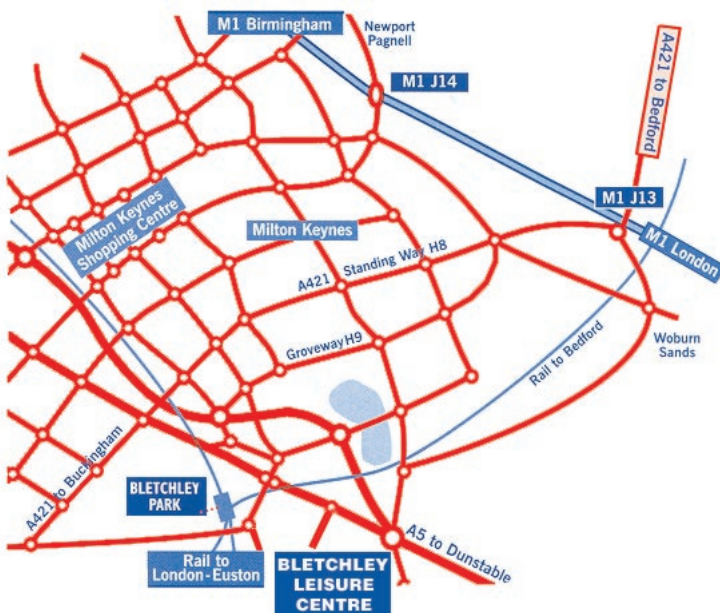 M1 Birmingham
Newport
Pagnell
M1 J14
A421 to Bedford
M1 J13
M1 London
Milton Keynes
Shopping Centre
Milton Keynes
A421
Standing Way H8
Groveway H9
Rail to Bedford
Woburn
Sands
A421 to Buckingham
BLETCHLEY
PARK
Rail to
London-Euston
BLETCHLEY
LEISURE
CENTRE
A5 to Dunstable